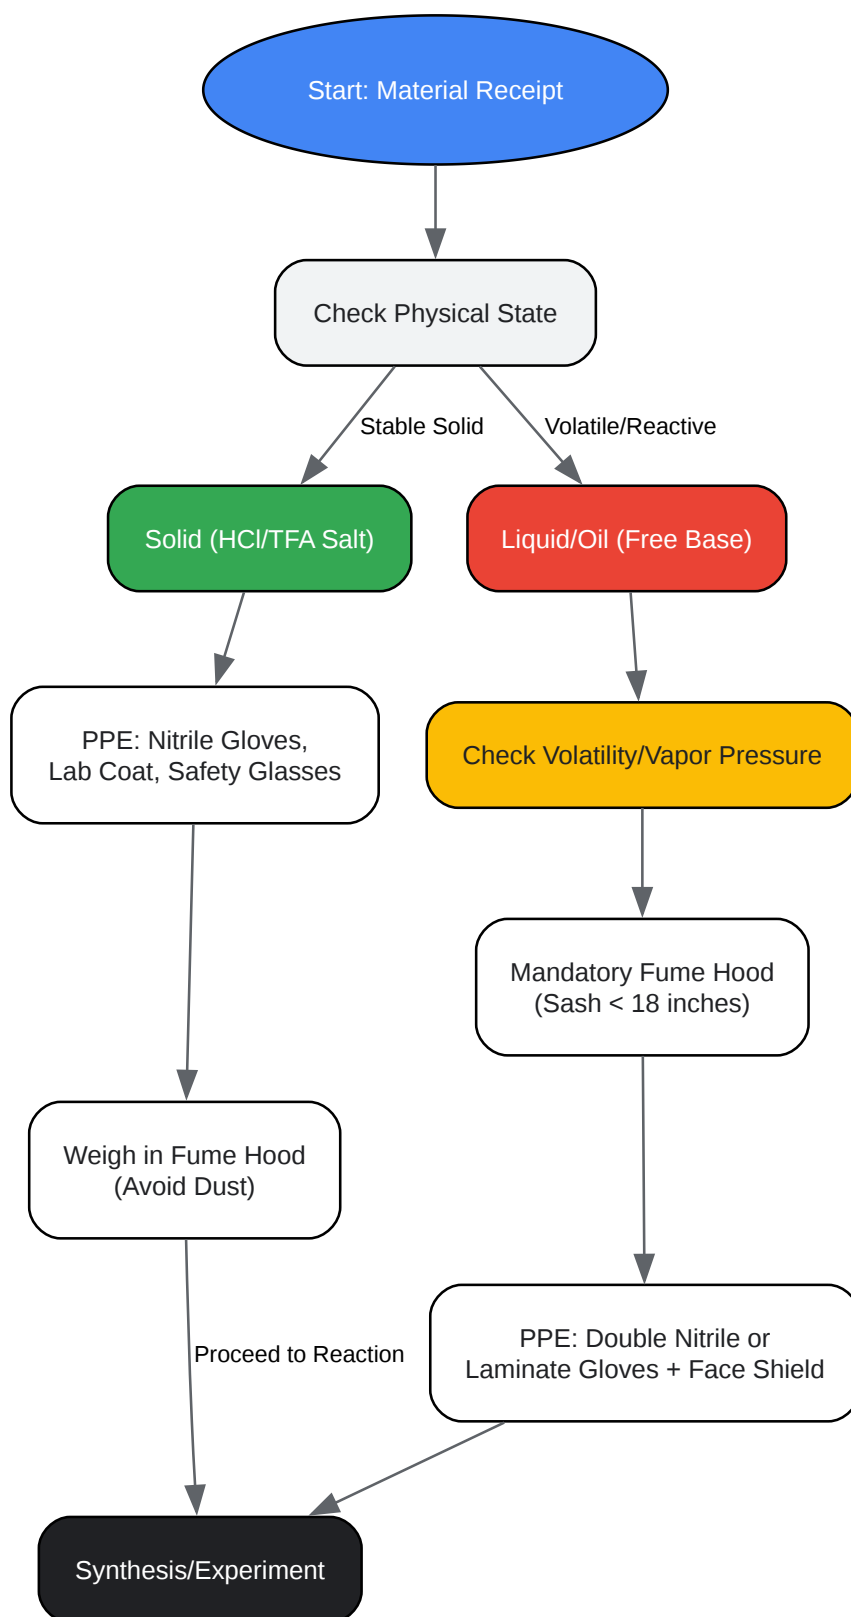 Start: Material Receipt
Check Physical State
Stable Solid
Volatile/Reactive
Solid (HCl/TFA Salt)
Liquid/Oil (Free Base)
PPE: Nitrile Gloves,
Lab Coat, Safety Glasses
Check Volatility/Vapor Pressure
Mandatory Fume Hood
(Sash < 18 inches)
Weigh in Fume Hood
(Avoid Dust)
PPE: Double Nitrile or
Laminate Gloves + Face Shield
Proceed to Reaction
Synthesis/Experiment